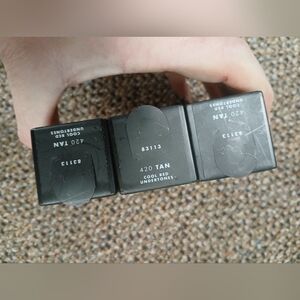 420 TAN
COOL RED
UNDERTONES
83113
83113
420 TAN
COOL RED
UNDERTONES
420 TAN
COOL RED
UNDERTONES
83113